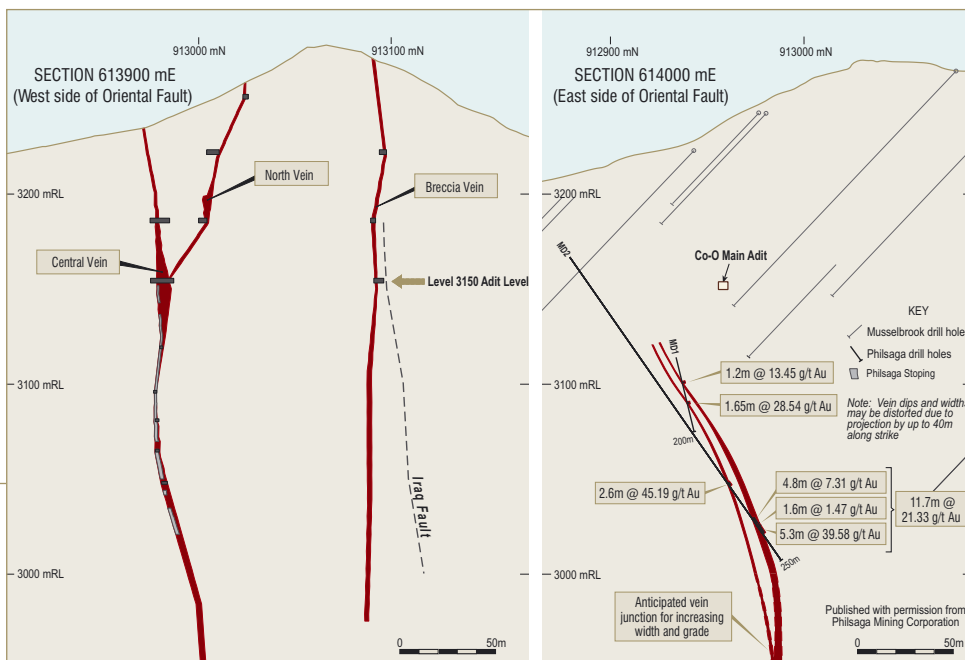 913000 mN
913100 mN
SECTION 613900 mE
(West side of Oriental Fault)
3200 mRL
North Vein
Breccia Vein
Central Vein
Level 3150 Adit Level
3100 mRL
Iraq Fault
3000 mRL
0
50m
912900 mN
913000 mN
SECTION 614000 mE
(East side of Oriental Fault)
3200 mRL
MD2
Co-O Main Adit
KEY
Musselbrook drill holes
Philsaga drill holes
Philsaga Stoping
Note: Vein dips and widths
may be distorted due to
projection by up to 40m
along strike
MD1
1.2m @ 13.45 g/t Au
3100 mRL
1.65m @ 28.54 g/t Au
200m
2.6m @ 45.19 g/t Au
4.8m @ 7.31 g/t Au
1.6m @ 1.47 g/t Au
5.3m @ 39.58 g/t Au
11.7m @
21.33 g/t Au
250m
3000 mRL
Anticipated vein
junction for increasing
width and grade
Published with permission from
Philsaga Mining Corporation
0
50m